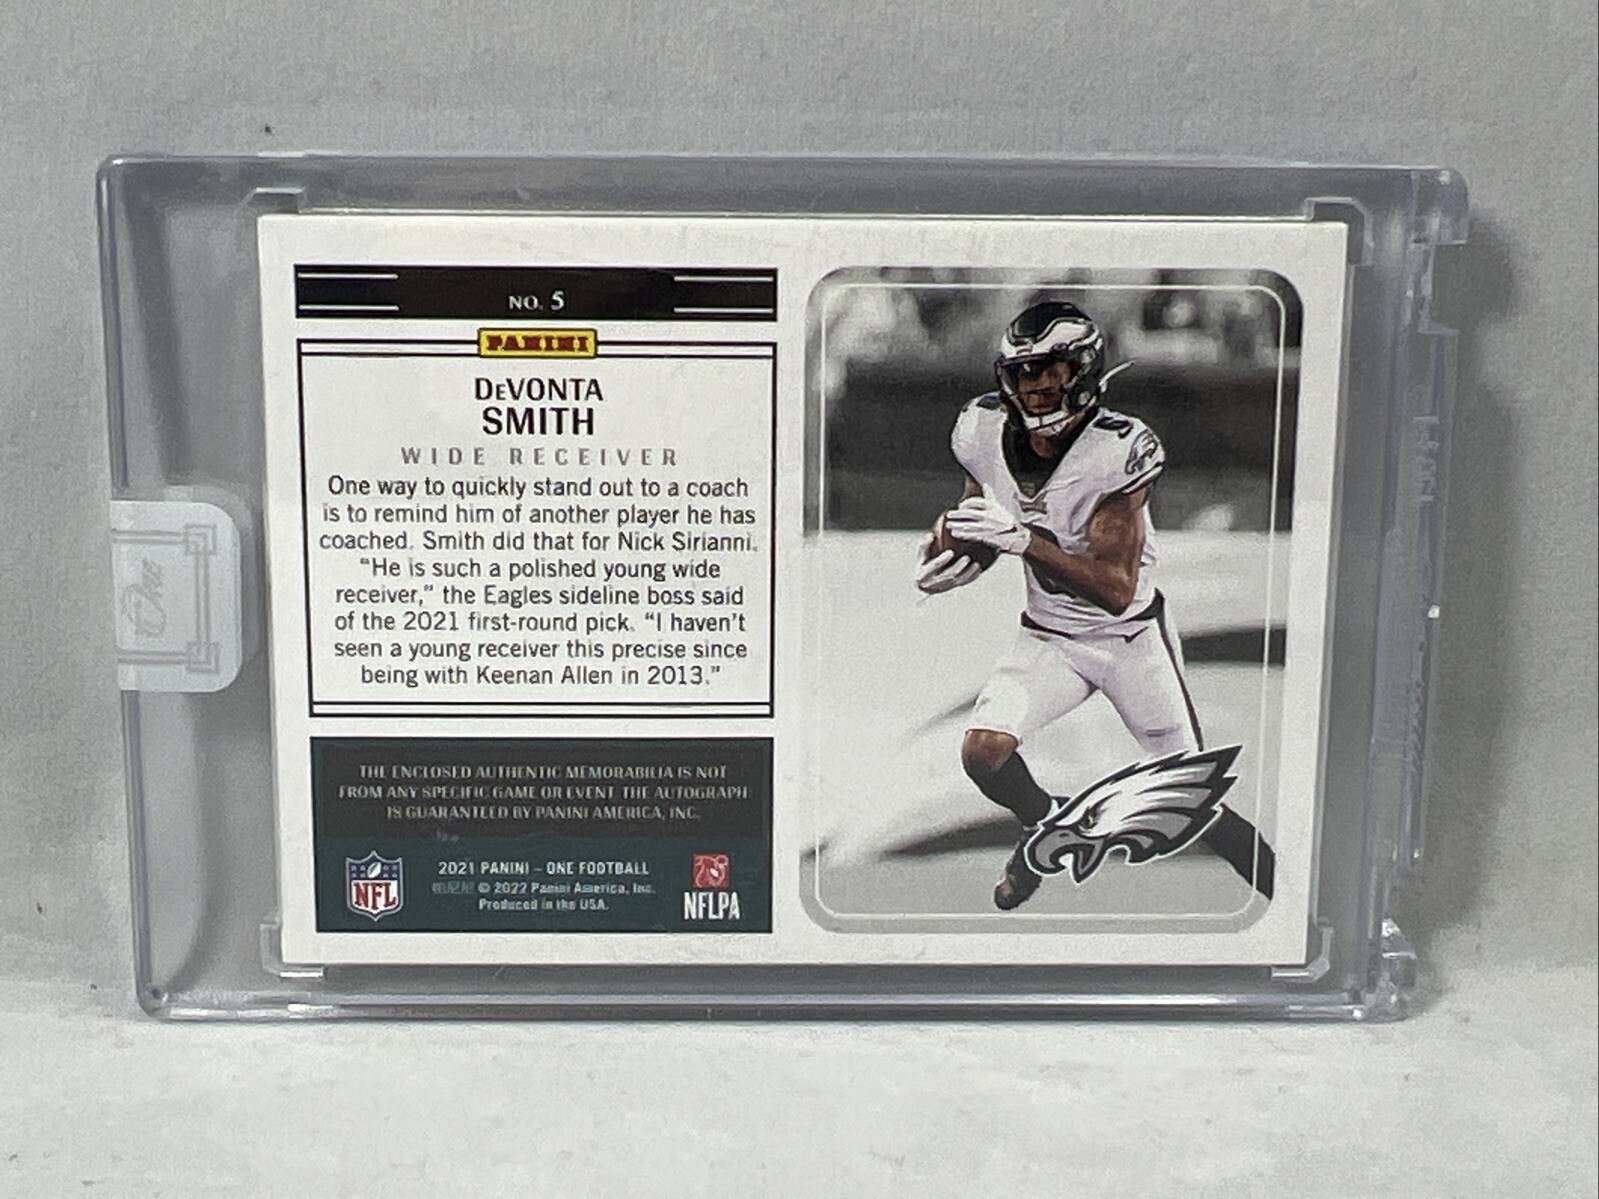 NO. 5
PANINI
DeVONTA
SMITH
WIDE RECEIVER
One way to quickly stand out to a coach
is to remind him of another player he has
coached. Smith did that for Nick Sirianni.
“He is such a polished young wide
receiver,” the Eagles sideline boss said
of the 2021 first-round pick. “I haven’t
seen a young receiver this precise since
being with Keenan Allen in 2013.”
THE ENCLOSED AUTHENTIC MEMORABILIA IS NOT
FROM ANY SPECIFIC GAME OR EVENT. THE AUTOGRAPH
IS GUARANTEED BY PANINI AMERICA, INC.
2021 PANINI – ONE FOOTBALL
© 2022 Panini America, Inc.
Produced in the USA.
NFL
NFLPA
One